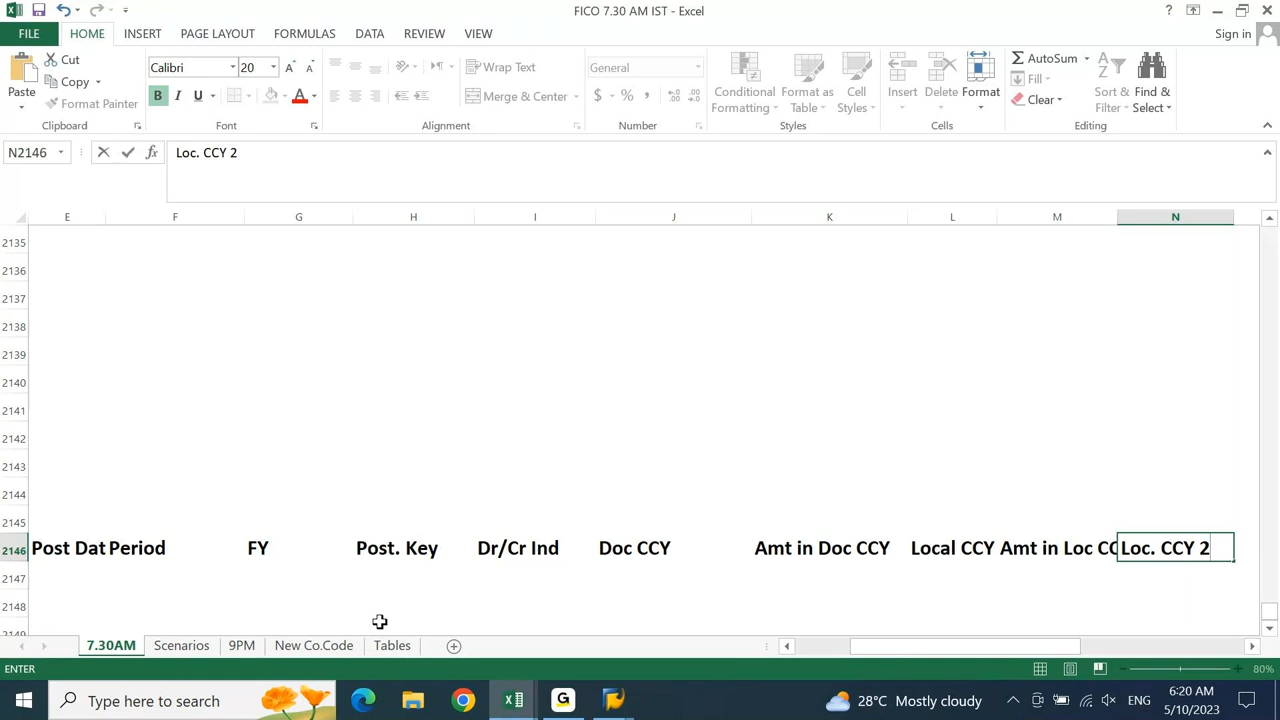 FICO 7.30 AM IST - Excel
?
FILE HOME INSERT PAGE LAYOUT FORMULAS DATA REVIEW VIEW Sign in
Paste
Cut
Copy
Format Painter
Clipboard
Calibri 20
B I U
Font
Wrap Text
Merge & Center
Alignment
General
$ % ,
Number
Conditional Formatting
Format as Table
Cell Styles
Styles
Insert Delete Format
Cells
AutoSum
Fill
Clear
Sort & Filter
Find & Select
Editing
N2146 fx Loc. CCY 2
E F G H I J K L M N
2135
2136
2137
2138
2139
2140
2141
2142
2143
2144
2145
2146 Post Dat Period FY Post. Key Dr/Cr Ind Doc CCY Amt in Doc CCY Local CCY Amt in Loc CC Loc. CCY 2
2147
2148
2149
7.30AM Scenarios 9PM New Co.Code Tables
ENTER 80%
Type here to search
28°C Mostly cloudy ENG 6:20 AM
5/10/2023